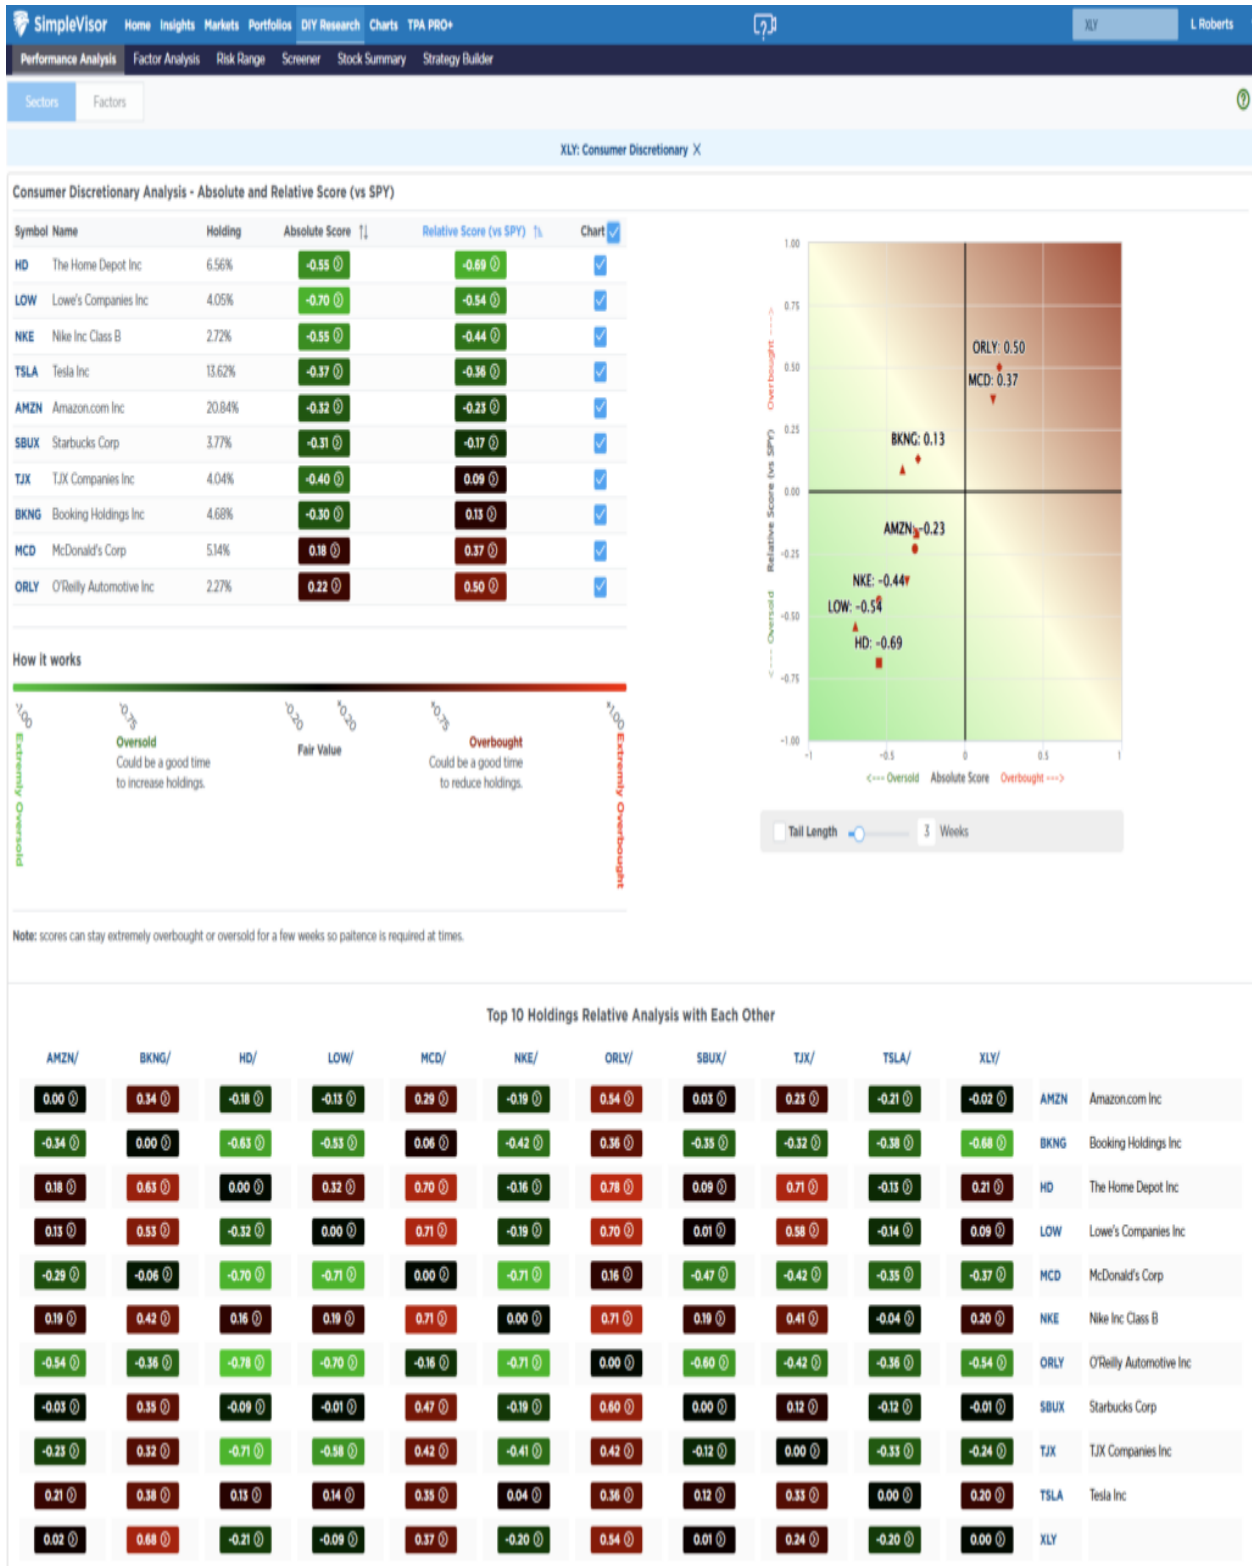 SimpleVisor Home Insights Markets Portfolios DIY Research Charts TPA PRO+ XLY L Roberts
Performance Analysis Factor Analysis Risk Range Screener Stock Summary Strategy Builder
Sectors Factors
XLY: Consumer Discretionary X
Consumer Discretionary Analysis - Absolute and Relative Score (vs SPY)
Symbol Name Holding Absolute Score Relative Score (vs SPY) Chart
HD The Home Depot Inc 6.56% -0.55 -0.69
LOW Lowe's Companies Inc 4.05% -0.70 -0.54
NKE Nike Inc Class B 2.72% -0.55 -0.44
TSLA Tesla Inc 13.62% -0.37 -0.36
AMZN Amazon.com Inc 20.84% -0.32 -0.23
SBUX Starbucks Corp 3.77% -0.31 -0.17
TJX TJX Companies Inc 4.04% -0.40 0.09
BKNG Booking Holdings Inc 4.68% -0.30 0.13
MCD McDonald's Corp 5.14% 0.18 0.37
ORLY O'Reilly Automotive Inc 2.27% 0.22 0.50
How it works
-1.00 -0.75 -0.20 +0.20 +0.75 +1.00
Extremly Oversold
Oversold
Could be a good time
to increase holdings.
Fair Value
Overbought
Could be a good time
to reduce holdings.
Extremly Overbought
Note: scores can stay extremely overbought or oversold for a few weeks so paitence is required at times.
1.00
0.75
0.50
0.25
0.00
-0.25
-0.50
-0.75
-1.00
<--- Oversold Relative Score (vs SPY) Overbought --->
ORLY: 0.50
MCD: 0.37
BKNG: 0.13
AMZN: -0.23
NKE: -0.44
LOW: -0.54
HD: -0.69
-1 -0.5 0 0.5 1
<--- Oversold Absolute Score Overbought --->
Tail Length 3 Weeks
Top 10 Holdings Relative Analysis with Each Other
AMZN/ BKNG/ HD/ LOW/ MCD/ NKE/ ORLY/ SBUX/ TJX/ TSLA/ XLY/
0.00 0.34 -0.18 -0.13 0.29 -0.19 0.54 0.03 0.23 -0.21 -0.02 AMZN Amazon.com Inc
-0.34 0.00 -0.63 -0.53 0.06 -0.42 0.36 -0.35 -0.32 -0.38 -0.68 BKNG Booking Holdings Inc
0.18 0.63 0.00 0.32 0.70 -0.16 0.78 0.09 0.71 -0.13 0.21 HD The Home Depot Inc
0.13 0.53 -0.32 0.00 0.71 -0.19 0.70 0.01 0.58 -0.14 0.09 LOW Lowe's Companies Inc
-0.29 -0.06 -0.70 -0.71 0.00 -0.71 0.16 -0.47 -0.42 -0.35 -0.37 MCD McDonald's Corp
0.19 0.42 0.16 0.19 0.71 0.00 0.71 0.19 0.41 -0.04 0.20 NKE Nike Inc Class B
-0.54 -0.36 -0.78 -0.70 -0.16 -0.71 0.00 -0.60 -0.42 -0.36 -0.54 ORLY O'Reilly Automotive Inc
-0.03 0.35 -0.09 -0.01 0.47 -0.19 0.60 0.00 0.12 -0.12 -0.01 SBUX Starbucks Corp
-0.23 0.32 -0.71 -0.58 0.42 -0.41 0.42 -0.12 0.00 -0.33 -0.24 TJX TJX Companies Inc
0.21 0.38 0.13 0.14 0.35 0.04 0.36 0.12 0.33 0.00 0.20 TSLA Tesla Inc
0.02 0.68 -0.21 -0.09 0.37 -0.20 0.54 0.01 0.24 -0.20 0.00 XLY